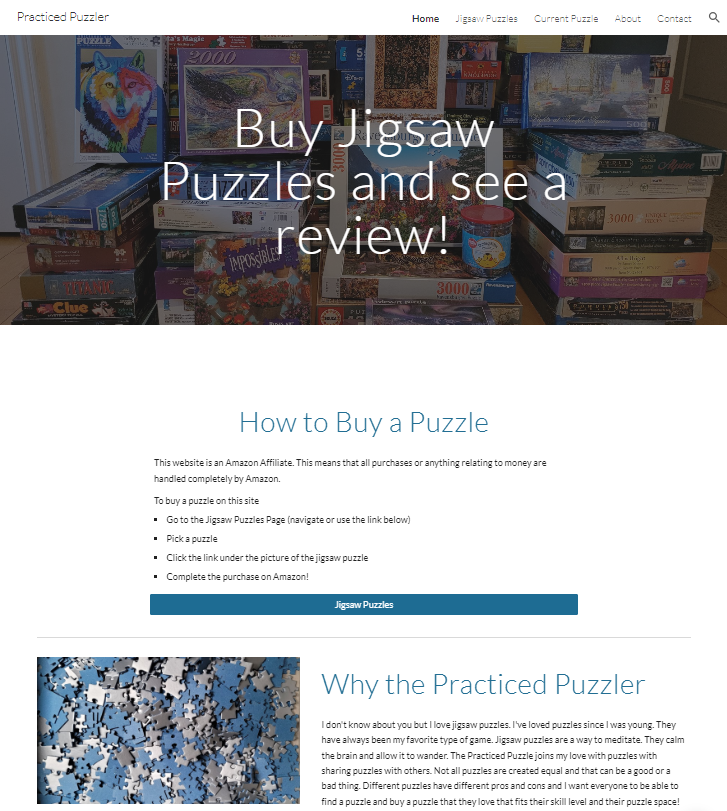 Practiced Puzzler
Home Jigsaw Puzzles Current Puzzle About Contact
PUZZLER
2000
3000
Buy Jigsaw
Puzzles and see a
review!
3000
IMPOSSIBLES
3000
Clue
How to Buy a Puzzle
This website is an Amazon Affiliate. This means that all purchases or anything relating to money are
handled completely by Amazon.
To buy a puzzle on this site
▪ Go to the Jigsaw Puzzles Page (navigate or use the link below)
▪ Pick a puzzle
▪ Click the link under the picture of the jigsaw puzzle
▪ Complete the purchase on Amazon!
Jigsaw Puzzles
Why the Practiced Puzzler
I don't know about you but I love jigsaw puzzles. I've loved puzzles since I was young. They
have always been my favorite type of game. Jigsaw puzzles are a way to meditate. They calm
the brain and allow it to wander. The Practiced Puzzle joins my love with puzzles with
sharing puzzles with others. Not all puzzles are created equal and that can be a good or a
bad thing. Different puzzles have different pros and cons and I want everyone to be able to
find a puzzle and buy a puzzle that they love that fits their skill level and their puzzle space!